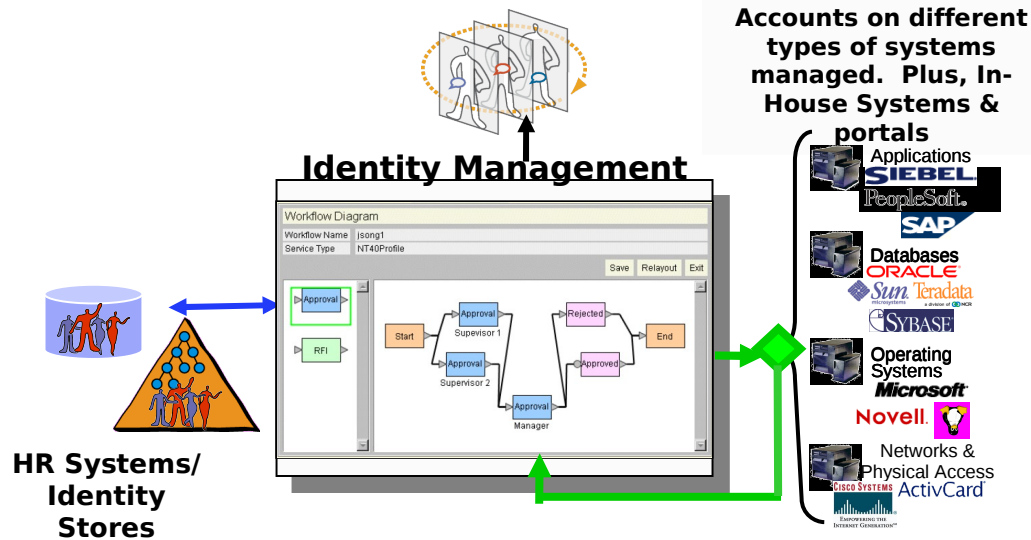 Accounts on different
types of systems
managed.  Plus, In-
House Systems &
portals
Identity Management
Workflow Diagram
Workflow Name jsong1
Service Type NT40Profile
Save Relayout Exit
Approval
RFI
Start
Approval
Supevisor 1
Approval
Supervisor 2
Approval
Manager
Rejected
Approved
End
HR Systems/
Identity
Stores
Applications
SIEBEL.
PeopleSoft.
SAP
Databases
ORACLE
Sun
microsystems
Teradata
a division of NCR
SYBASE
Operating
Systems
Microsoft
Novell.
Networks &
Physical Access
CISCO SYSTEMS
ActivCard
EMPOWERING THE
INTERNET GENERATION